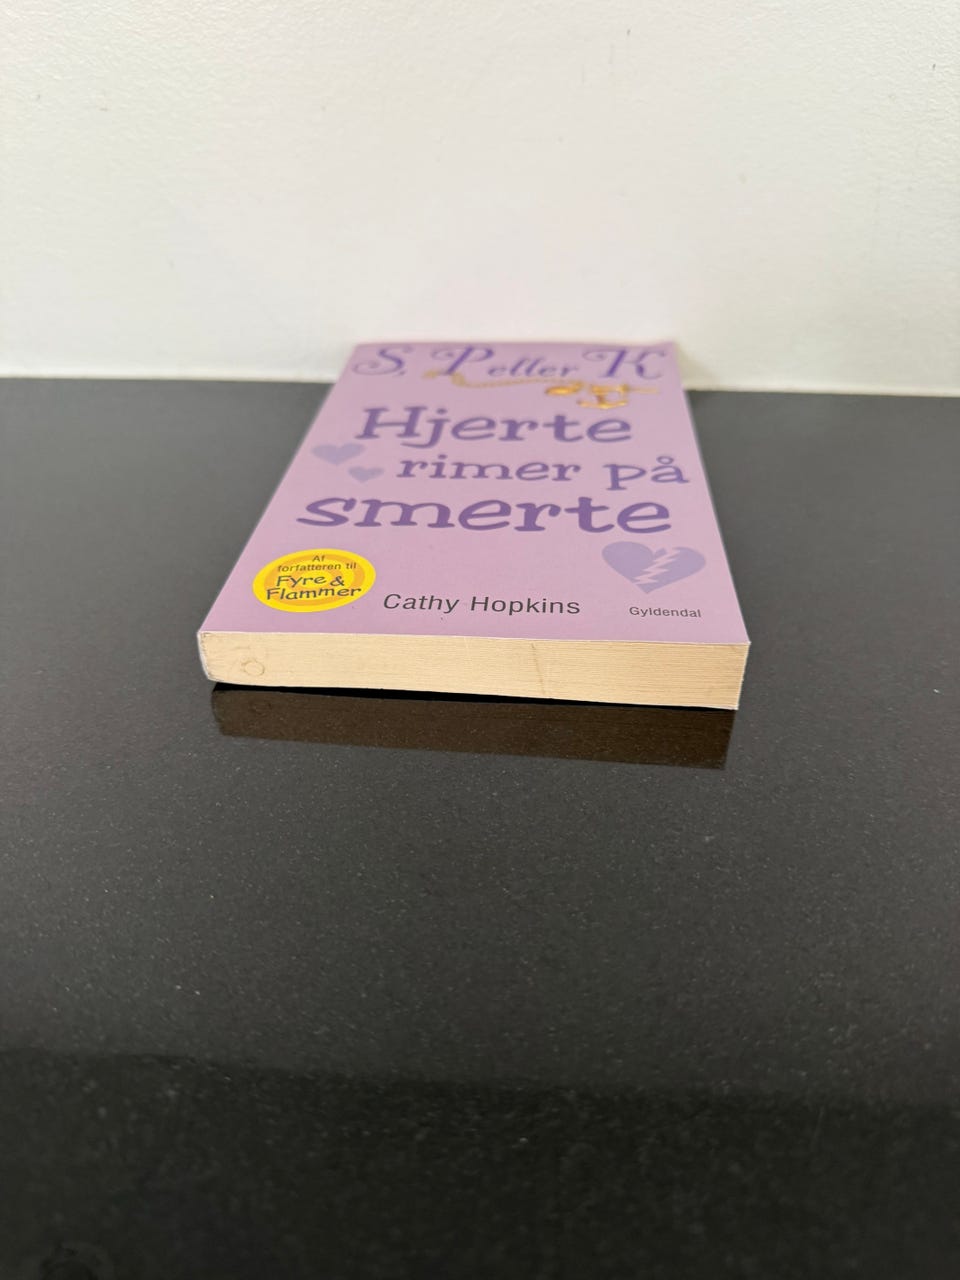 S, P eller K
Hjerte
rimer på
smerte
Af
forfatteren til
Fyre &
Flammer
Cathy Hopkins
Gyldendal